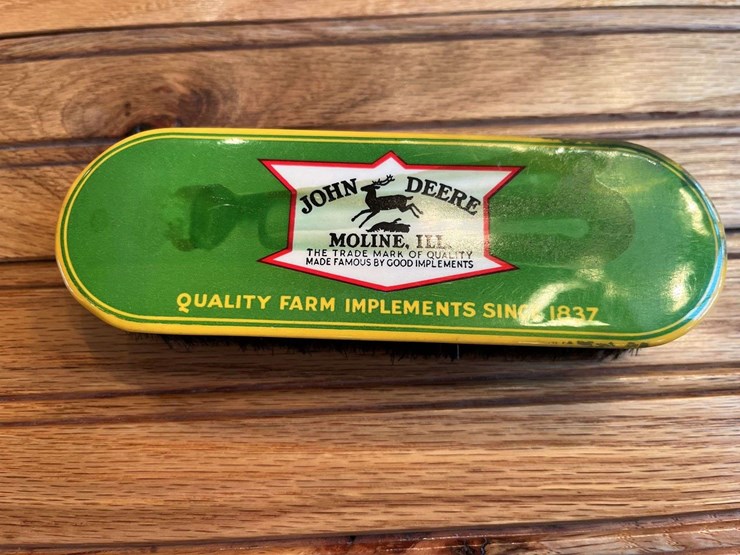 JOHN DEERE
MOLINE, ILL.
THE TRADE MARK OF QUALITY
MADE FAMOUS BY GOOD IMPLEMENTS
QUALITY FARM IMPLEMENTS SINCE 1837